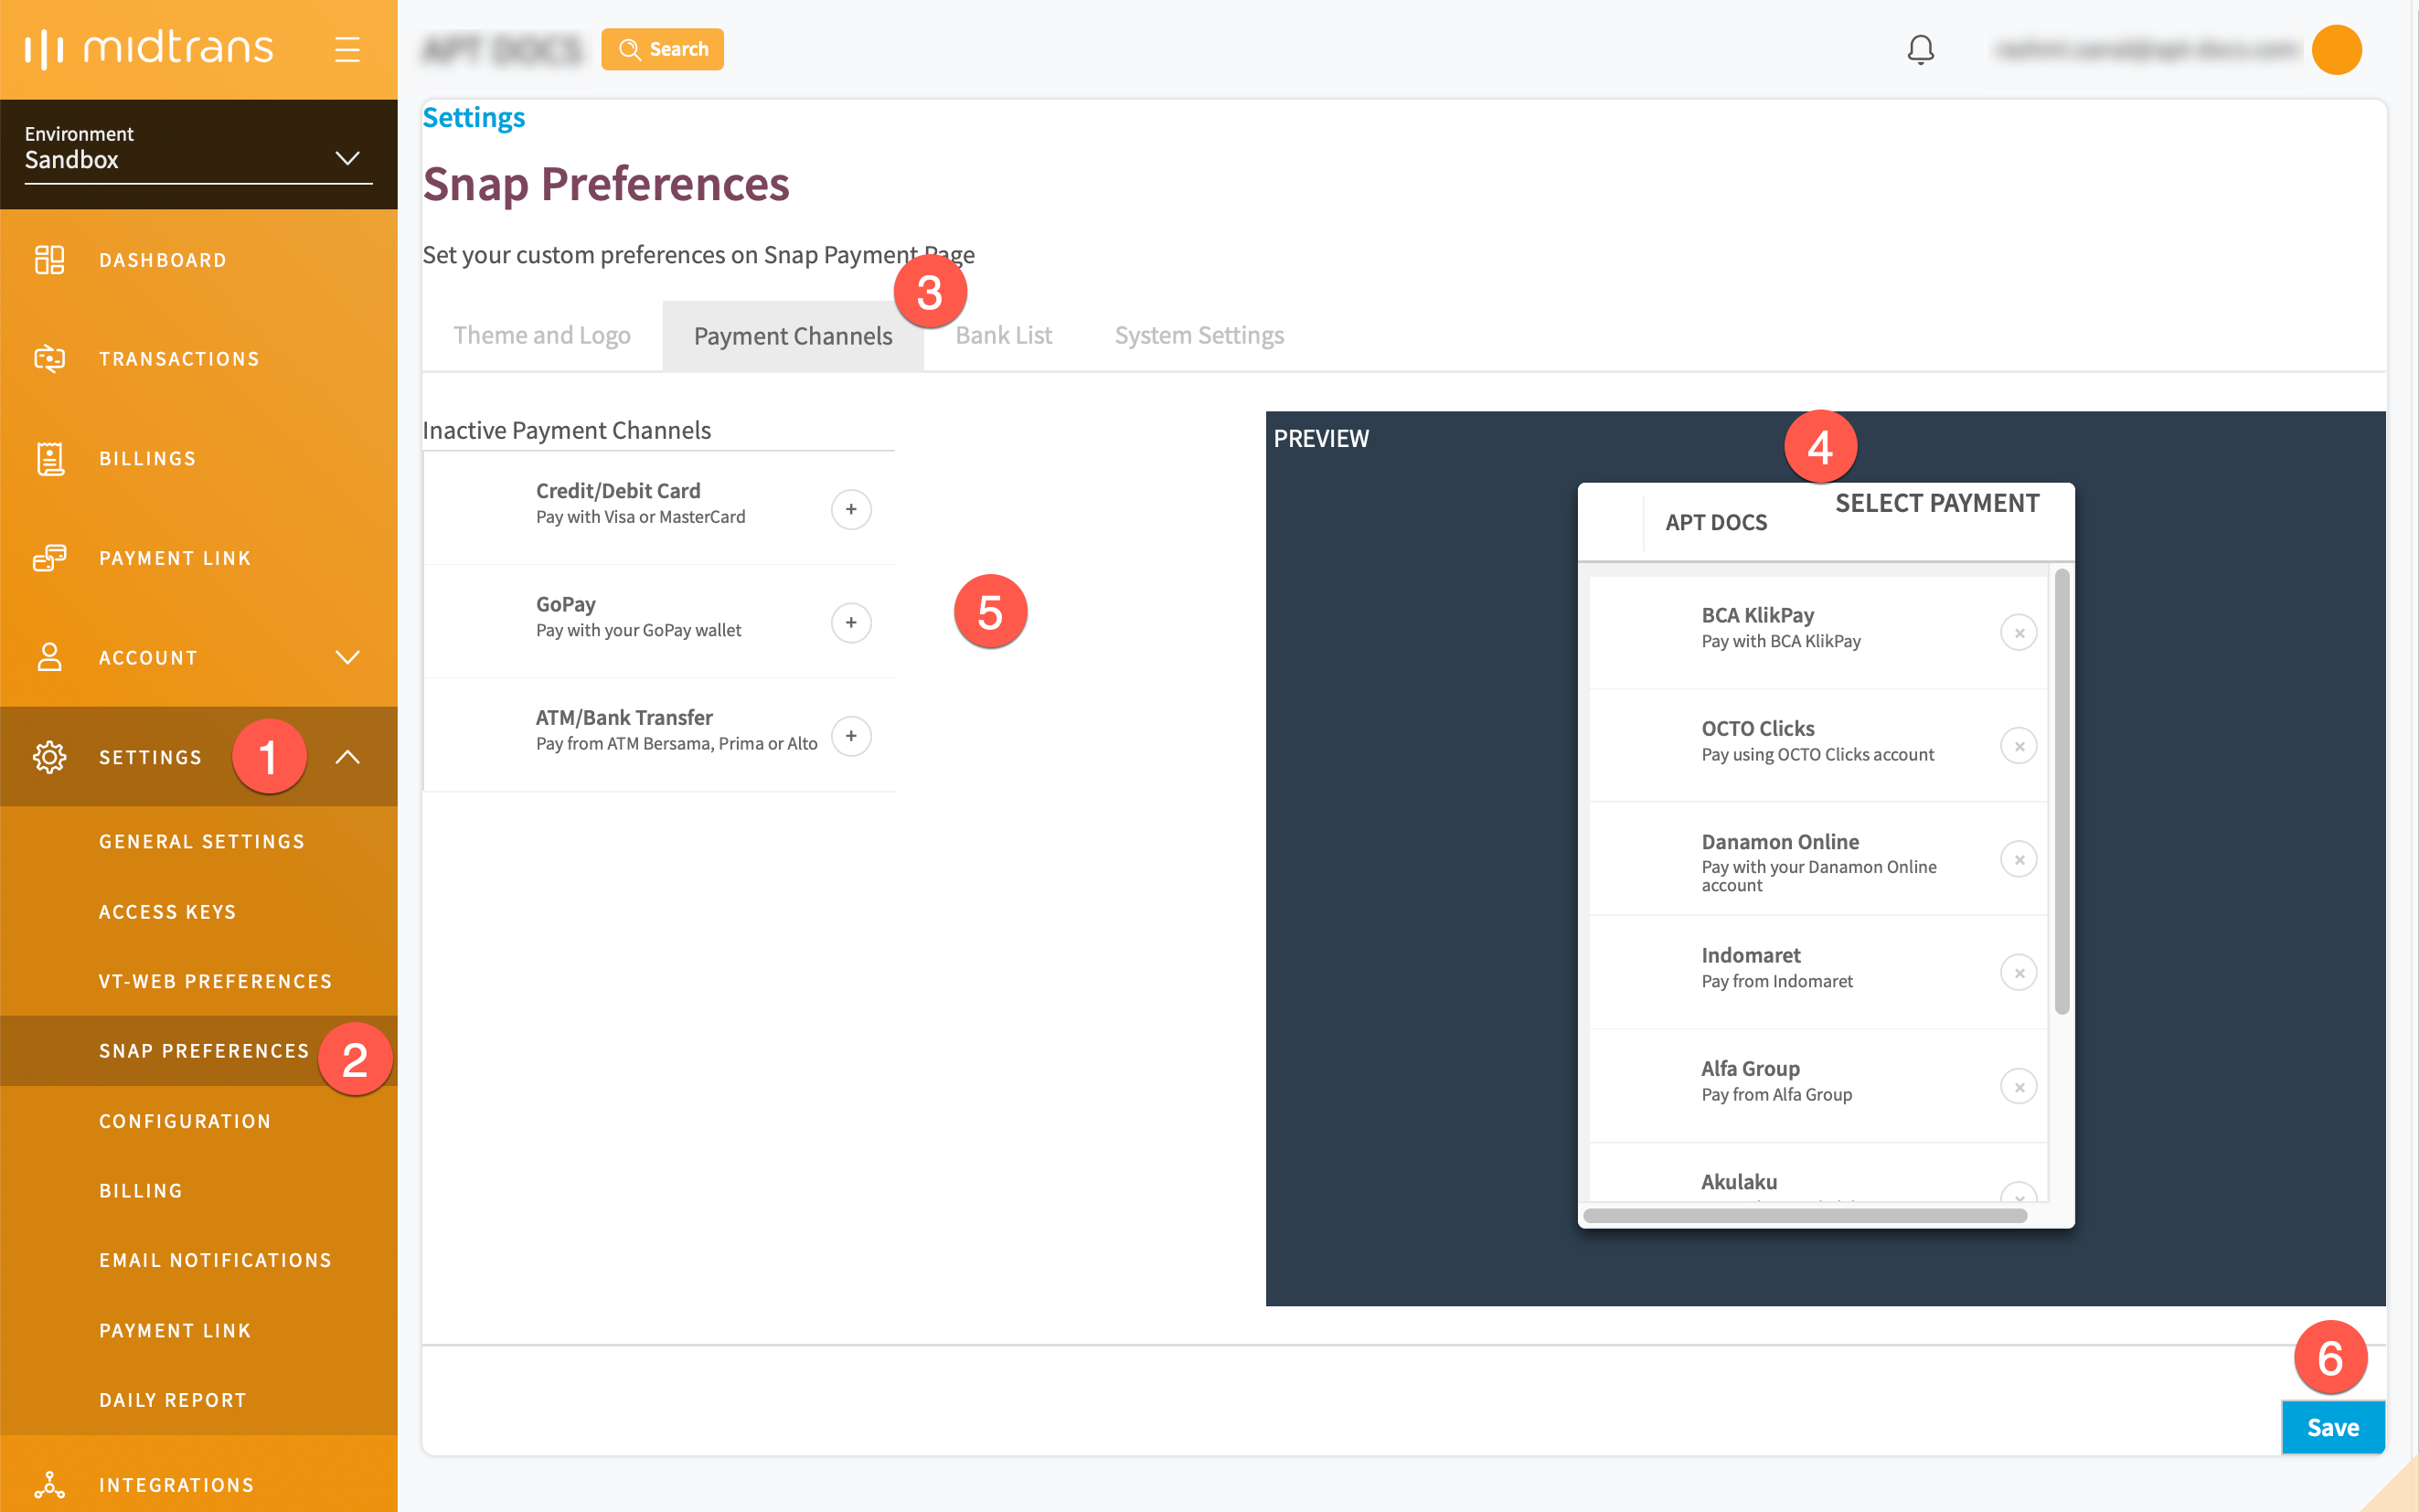 midtrans
APT DOCS
Search
Environment
Sandbox
DASHBOARD
TRANSACTIONS
BILLINGS
PAYMENT LINK
ACCOUNT
SETTINGS
1
GENERAL SETTINGS
ACCESS KEYS
VT-WEB PREFERENCES
SNAP PREFERENCES
2
CONFIGURATION
BILLING
EMAIL NOTIFICATIONS
PAYMENT LINK
DAILY REPORT
INTEGRATIONS
Settings
Snap Preferences
Set your custom preferences on Snap Payment Page
3
Theme and Logo
Payment Channels
Bank List
System Settings
Inactive Payment Channels
Credit/Debit Card
Pay with Visa or MasterCard
GoPay
Pay with your GoPay wallet
ATM/Bank Transfer
Pay from ATM Bersama, Prima or Alto
5
PREVIEW
4
SELECT PAYMENT
APT DOCS
BCA KlikPay
Pay with BCA KlikPay
OCTO Clicks
Pay using OCTO Clicks account
Danamon Online
Pay with your Danamon Online
account
Indomaret
Pay from Indomaret
Alfa Group
Pay from Alfa Group
Akulaku
6
Save